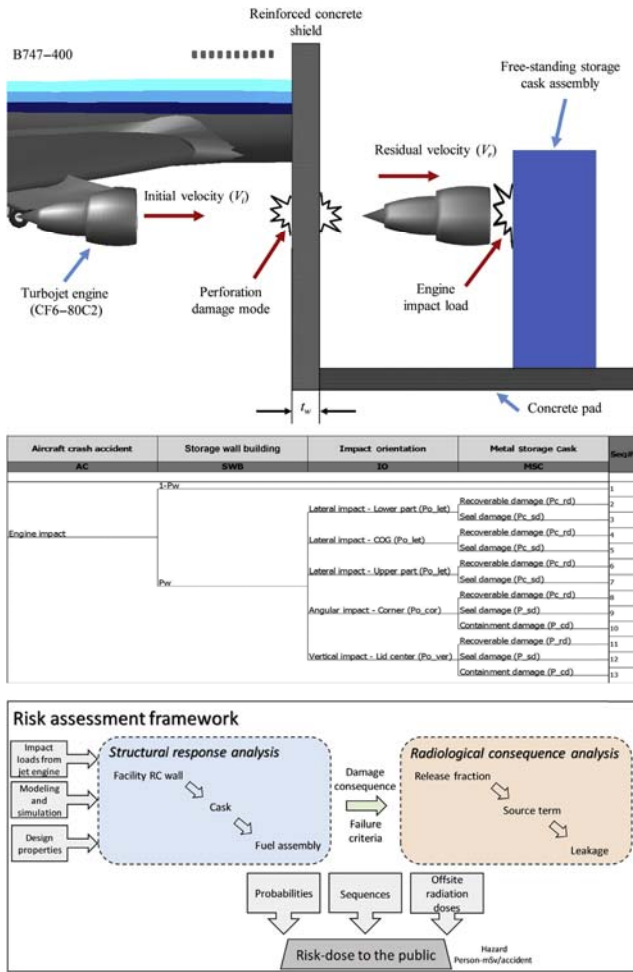 Reinforced concrete
shield
B747-400
Free-standing storage
cask assembly
Residual velocity (Vr)
Initial velocity (Vi)
Turbojet engine
(CF6-80C2)
Perforation
damage mode
Engine
impact load
tw
Concrete pad
Aircraft crash accident Storage wall building Impact orientation Metal storage cask Seq#
AC SWB IO MSC
1-Pw 1
Recoverable damage (Pc_rd) 2
Lateral impact - Lower part (Po_let)
Seal damage (Pc_sd) 3
Engine impact
Recoverable damage (Pc_rd) 4
Lateral impact - COG (Po_let)
Seal damage (Pc_sd) 5
Recoverable damage (Pc_rd) 6
Lateral impact - Upper part (Po_let)
Pw
Seal damage (Pc_sd) 7
Recoverable damage (Pc_rd) 8
Angular impact - Corner (Po_cor) Seal damage (P_sd) 9
Containment damage (P_cd) 10
Recoverable damage (P_rd) 11
Vertical impact - Lid center (Po_ver) Seal damage (P_sd) 12
Containment damage (P_cd) 13
Risk assessment framework
Impact
loads from
jet engine
Modeling
and
simulation
Design
properties
Structural response analysis
Facility RC wall
Cask
Fuel assembly
Damage
consequence
Failure
criteria
Radiological consequence analysis
Release fraction
Source term
Leakage
Probabilities
Sequences
Offsite
radiation
doses
Risk-dose to the public
Hazard
Person-mSv/accident